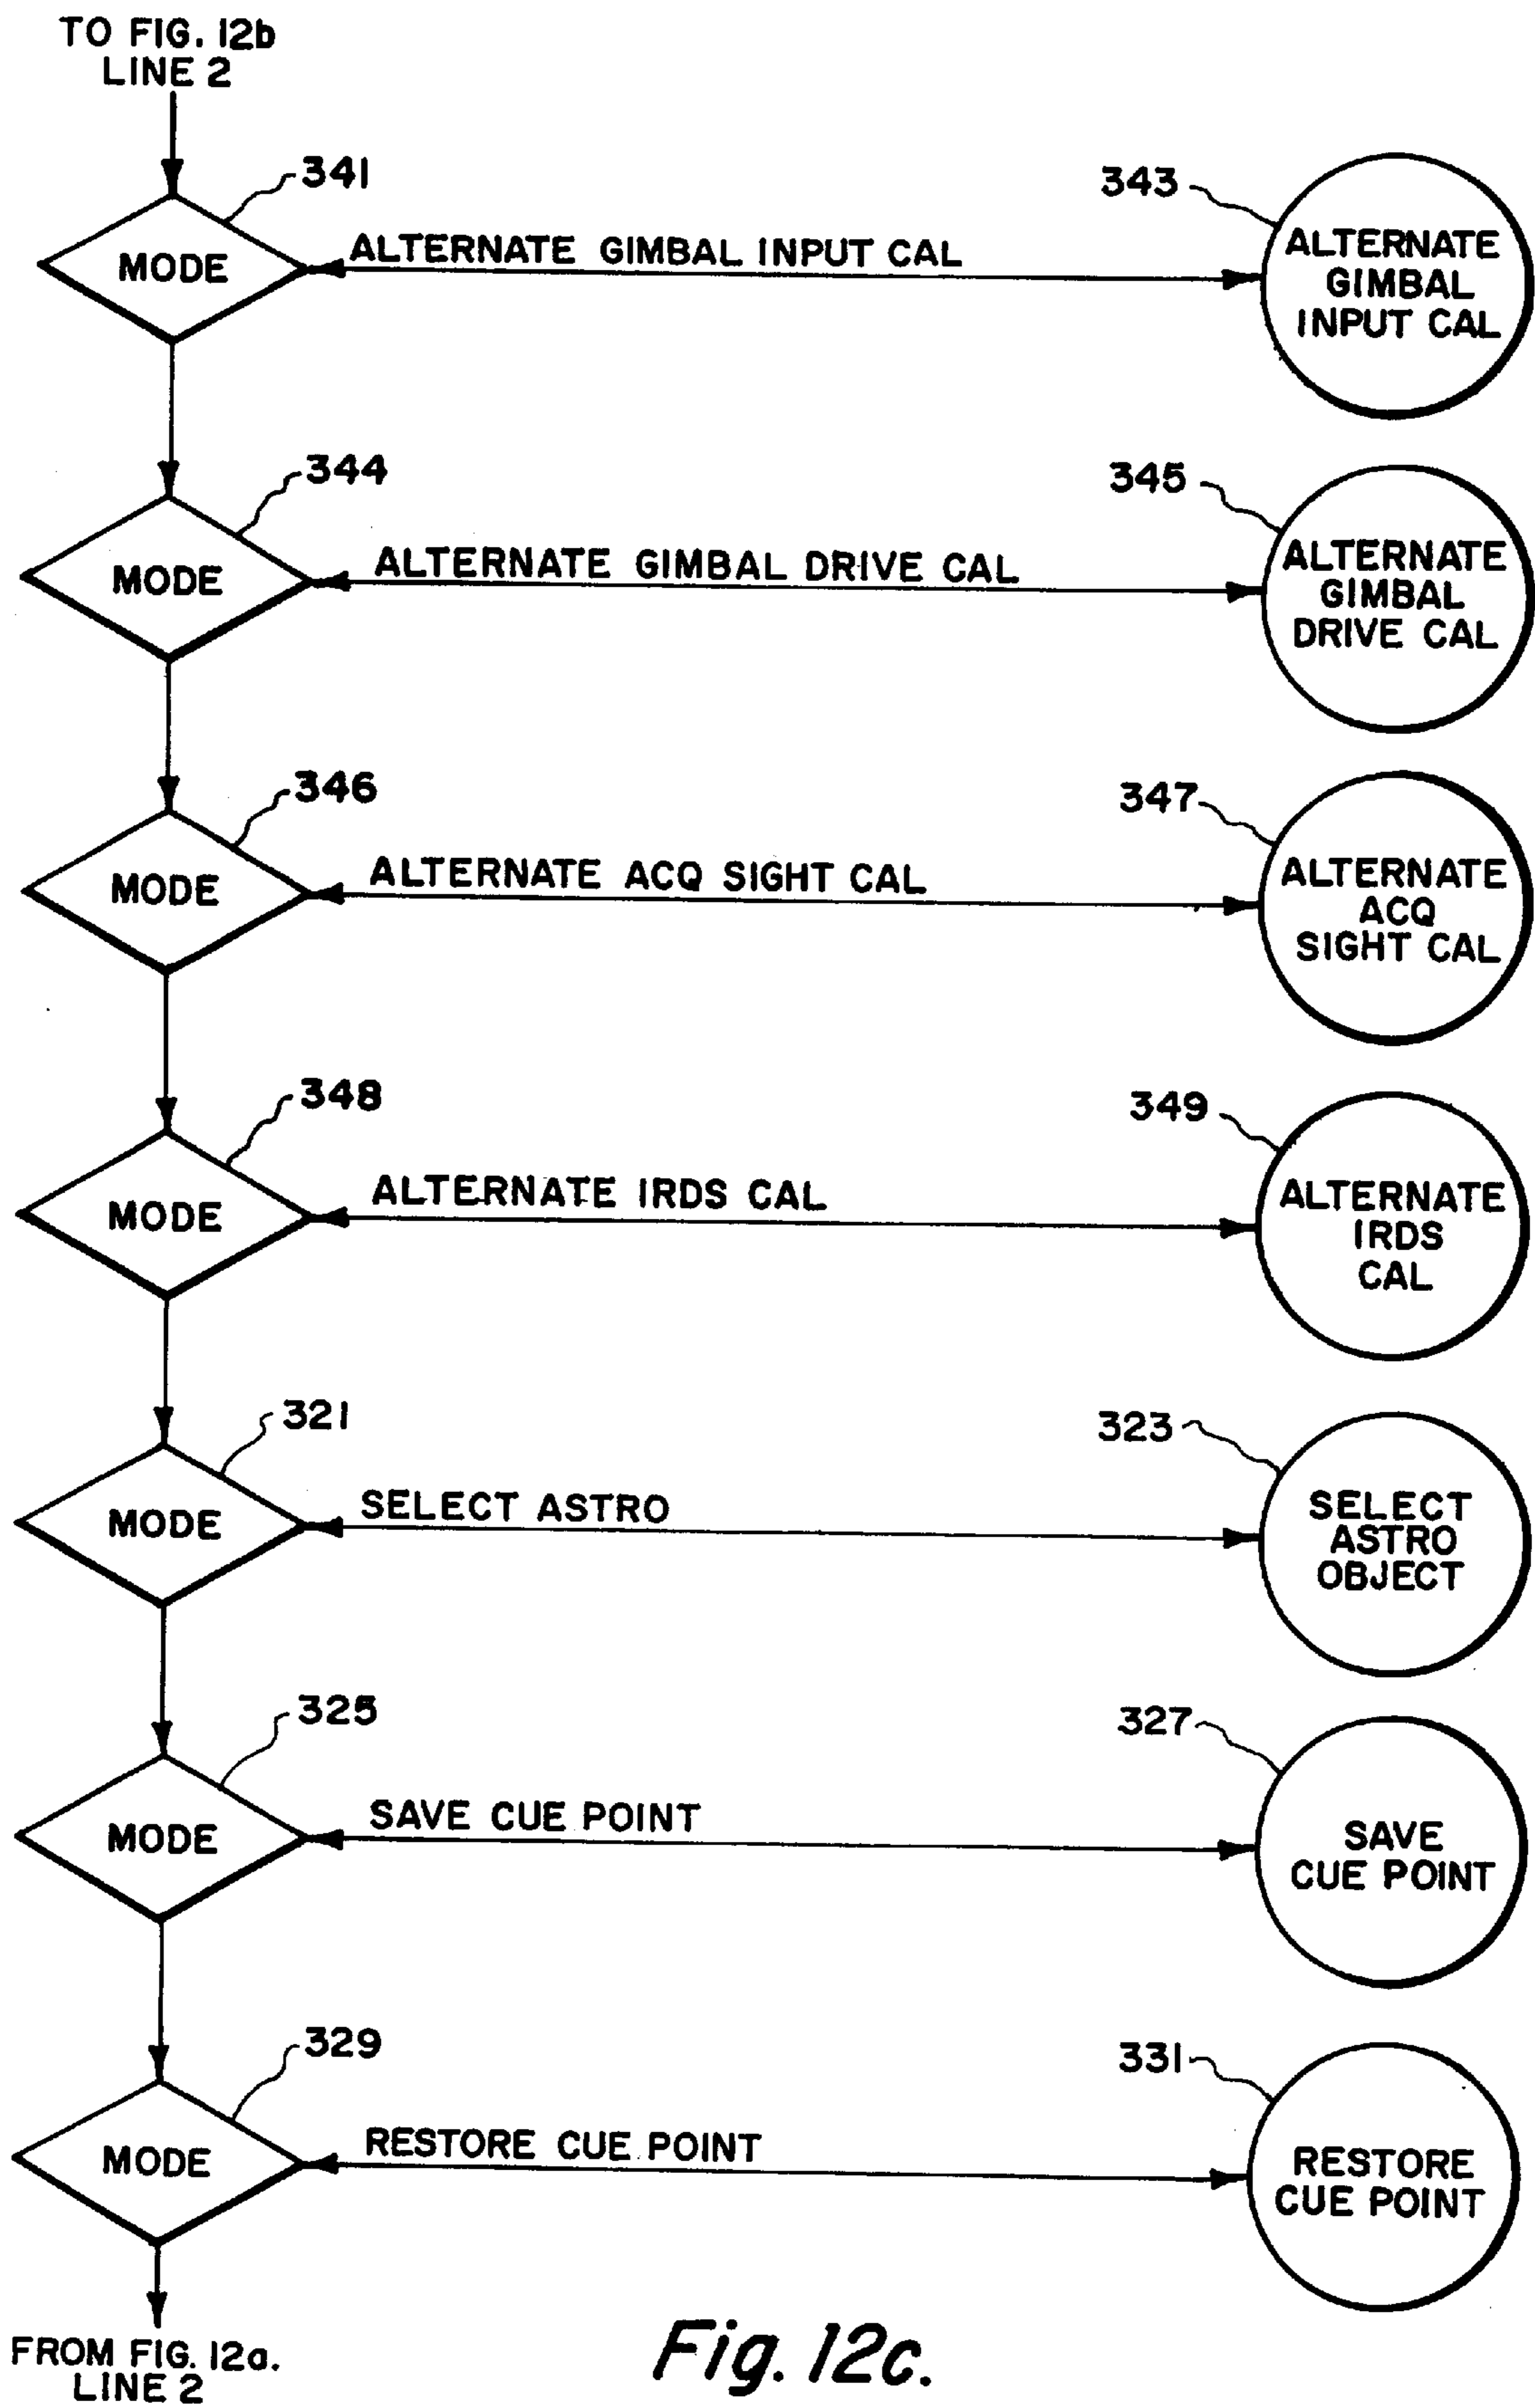 TO FIG. 12b
LINE 2
341
MODE
ALTERNATE GIMBAL INPUT CAL
343
ALTERNATE
GIMBAL
INPUT CAL
344
MODE
ALTERNATE GIMBAL DRIVE CAL
345
ALTERNATE
GIMBAL
DRIVE CAL
346
MODE
ALTERNATE ACQ SIGHT CAL
347
ALTERNATE
ACQ
SIGHT CAL
348
MODE
ALTERNATE IRDS CAL
349
ALTERNATE
IRDS
CAL
321
MODE
SELECT ASTRO
323
SELECT
ASTRO
OBJECT
325
MODE
SAVE CUE POINT
327
SAVE
CUE POINT
329
MODE
RESTORE CUE POINT
331
RESTORE
CUE POINT
FROM FIG. 12a.
LINE 2
Fig. 12c.